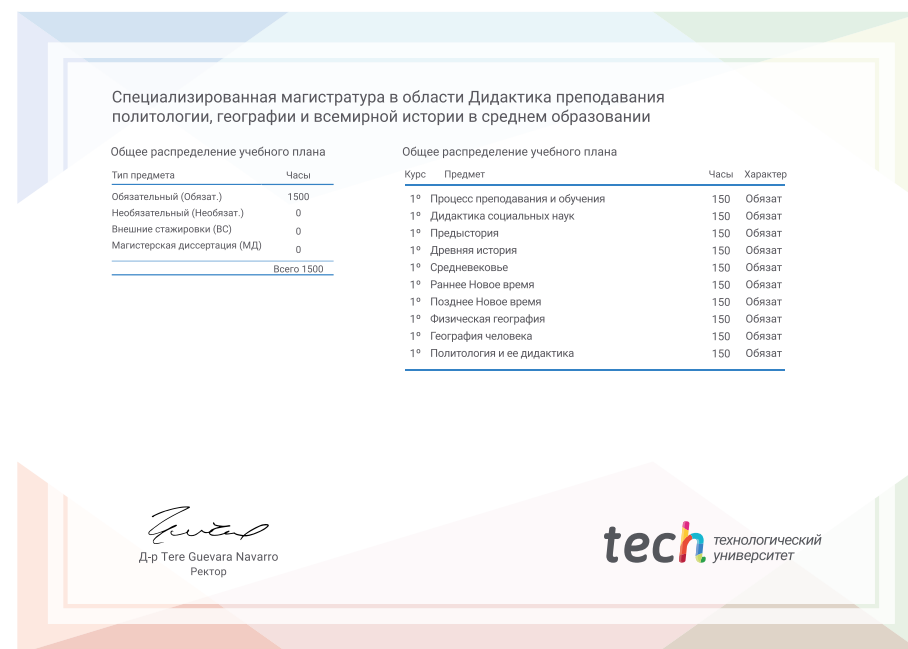 Специализированная магистратура в области Дидактика преподавания
политологии, географии и всемирной истории в среднем образовании
Общее распределение учебного плана
Тип предмета Часы
Обязательный (Обязат.) 1500
Необязательный (Необязат.) 0
Внешние стажировки (ВС) 0
Магистерская диссертация (МД) 0
Всего 1500
Общее распределение учебного плана
Курс Предмет Часы Характер
1º Процесс преподавания и обучения 150 Обязат
1º Дидактика социальных наук 150 Обязат
1º Предыстория 150 Обязат
1º Древняя история 150 Обязат
1º Средневековье 150 Обязат
1º Раннее Новое время 150 Обязат
1º Позднее Новое время 150 Обязат
1º Физическая география 150 Обязат
1º География человека 150 Обязат
1º Политология и ее дидактика 150 Обязат
Д-р Tere Guevara Navarro
Ректор
tech технологический
университет